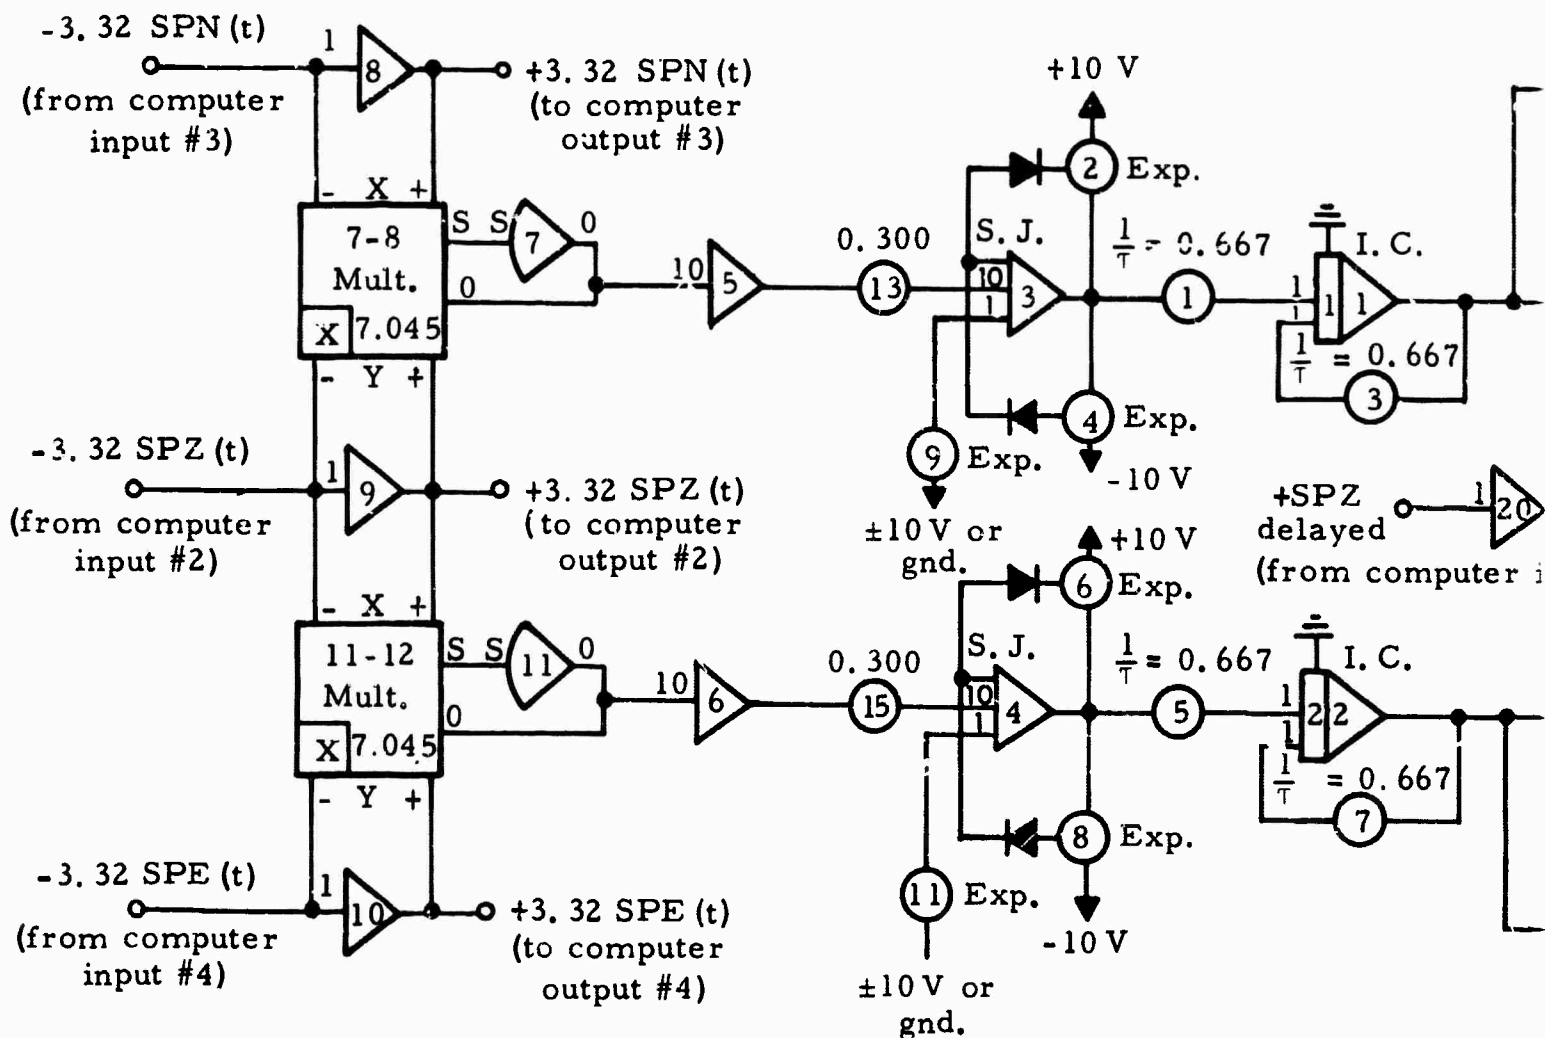 -3.32 SPN (t)
(from computer
input #3)
1
8
+3.32 SPN (t)
(to computer
output #3)
- X +
7-8
Mult.
X 7.045
- Y +
S S 7 0
0
10 5
0.300
13
S.J.
10
1
3
+10 V
2 Exp.
4 Exp.
-10 V
9 Exp.
±10 V or
gnd.
1/τ = 0.667
1
I.C.
1
1
1 1
1/τ = 0.667
3
-3.32 SPZ (t)
(from computer
input #2)
1
9
+3.32 SPZ (t)
(to computer
output #2)
+SPZ
delayed
(from computer i
1 20
- X +
11-12
Mult.
X 7.045
- Y +
S S 11 0
0
10 6
0.300
15
S.J.
10
1
4
+10 V
6 Exp.
8 Exp.
-10 V
11 Exp.
±10 V or
gnd.
1/τ = 0.667
5
I.C.
1
1
2 2
1/τ = 0.667
7
-3.32 SPE (t)
(from computer
input #4)
1
10
+3.32 SPE (t)
(to computer
output #4)